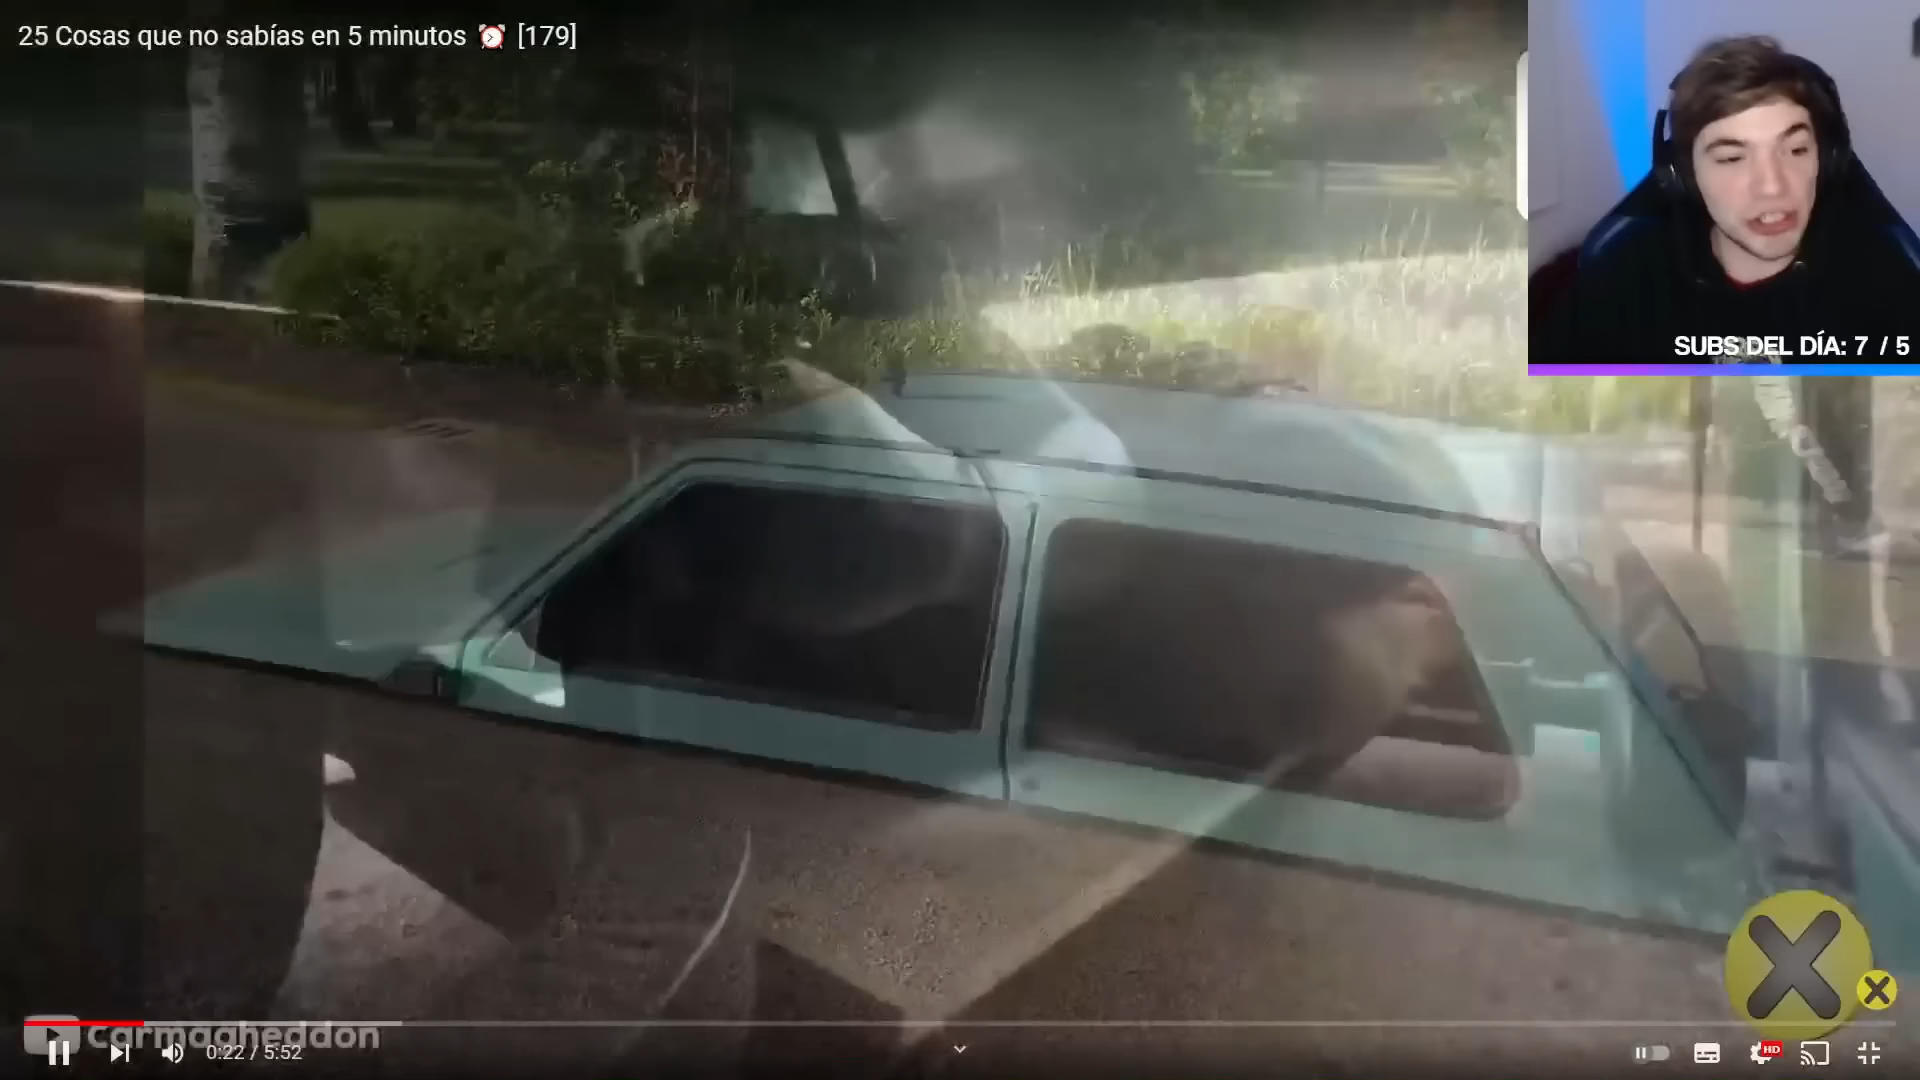 25 Cosas que no sabías en 5 minutos ⏰ [179]
SUBS DEL DÍA: 7 / 5
carmagheddon
0:22 / 5:52
HD